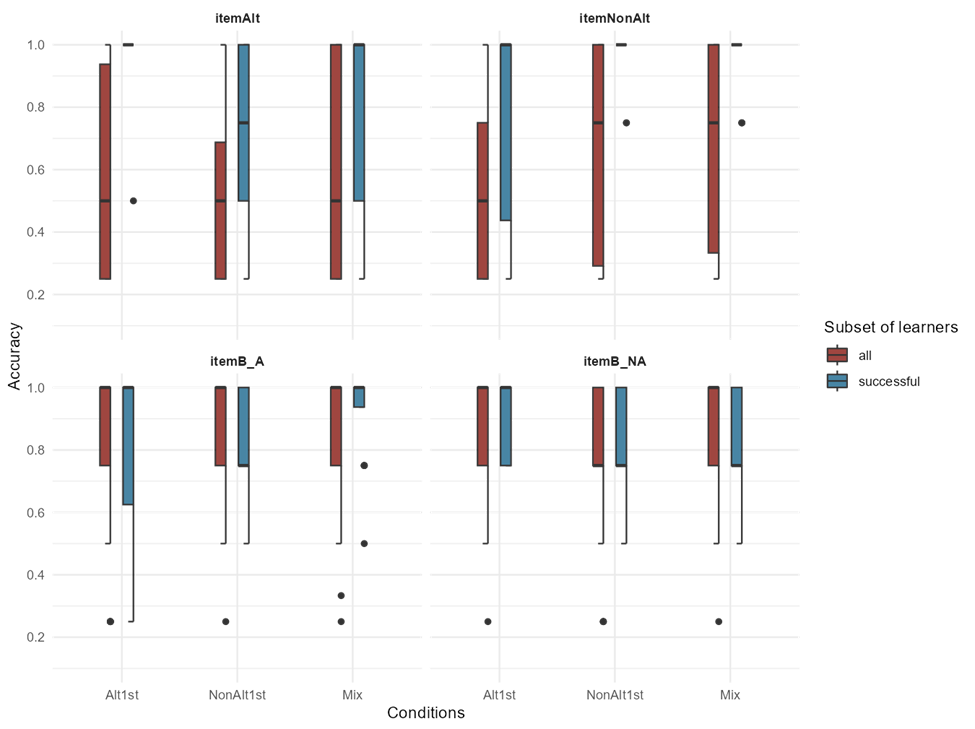 itemAlt
itemNonAlt
1.0
0.8
0.6
0.4
0.2
Accuracy
itemB_A
itemB_NA
1.0
0.8
0.6
0.4
0.2
Alt1st
NonAlt1st
Mix
Alt1st
NonAlt1st
Mix
Conditions
Subset of learners
all
successful